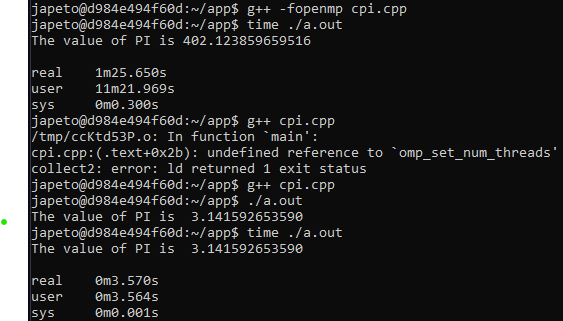 japeto@d984e494f60d:~/app$ g++ -fopenmp cpi.cpp
japeto@d984e494f60d:~/app$ time ./a.out
The value of PI is 402.123859659516
real    1m25.650s
user    11m21.969s
sys     0m0.300s
japeto@d984e494f60d:~/app$ g++ cpi.cpp
/tmp/ccKtd53P.o: In function `main':
cpi.cpp:(.text+0x2b): undefined reference to `omp_set_num_threads'
collect2: error: ld returned 1 exit status
japeto@d984e494f60d:~/app$ g++ cpi.cpp
japeto@d984e494f60d:~/app$ ./a.out
The value of PI is  3.141592653590
japeto@d984e494f60d:~/app$ time ./a.out
The value of PI is  3.141592653590
real    0m3.570s
user    0m3.564s
sys     0m0.001s